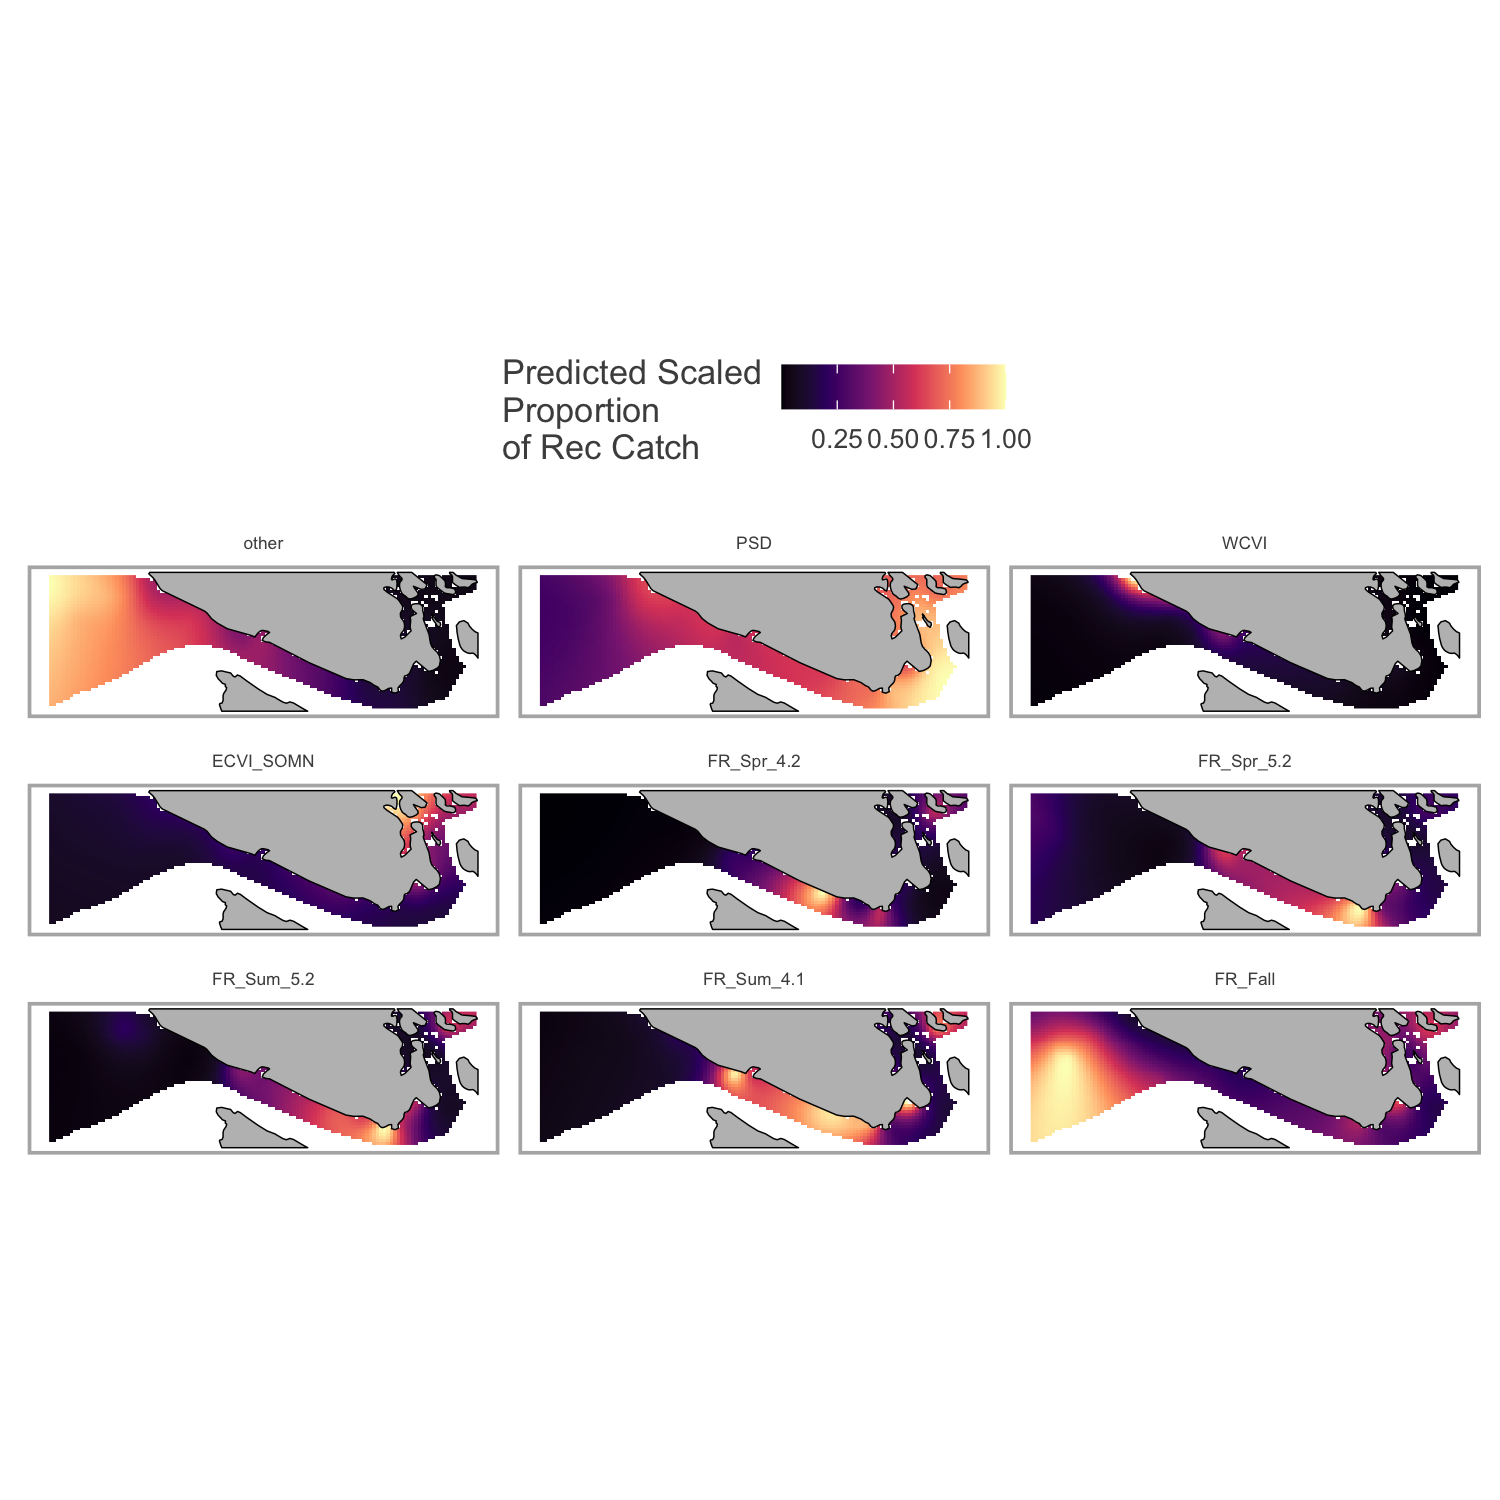 Predicted Scaled
Proportion
of Rec Catch
0.25 0.50 0.75 1.00
other
PSD
WCVI
ECVI_SOMN
FR_Spr_4.2
FR_Spr_5.2
FR_Sum_5.2
FR_Sum_4.1
FR_Fall